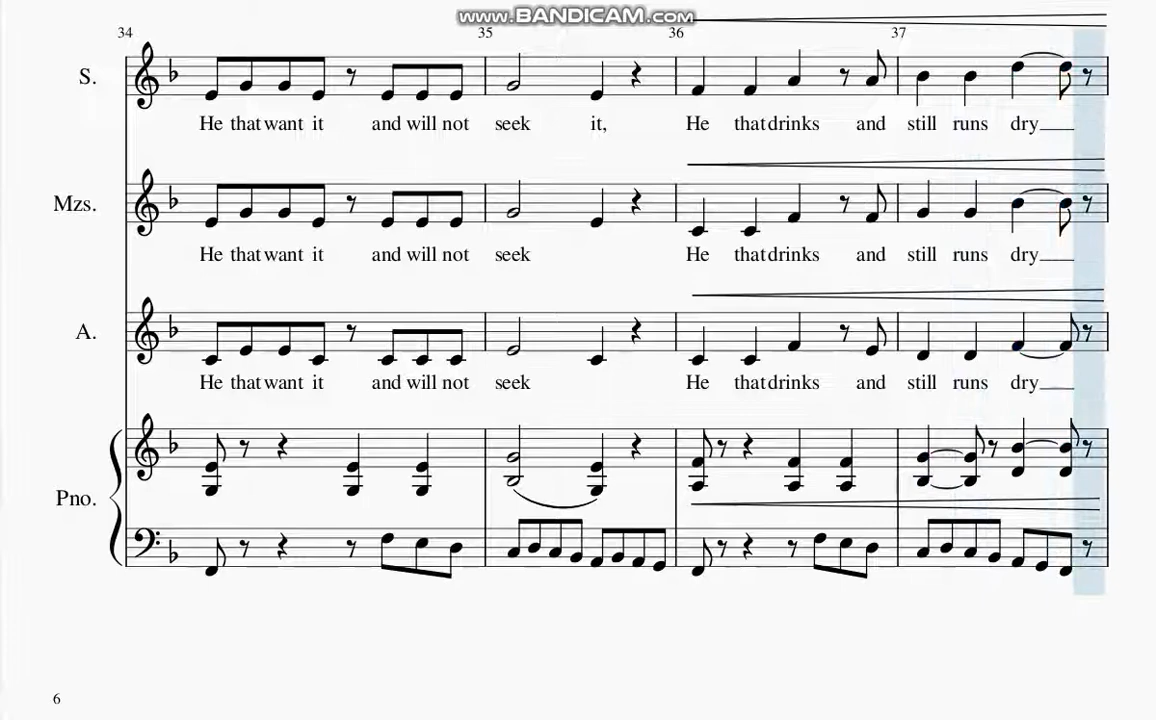 www.BANDICAM.com
34 35 36 37
S.
He that want it and will not seek it, He that drinks and still runs dry
Mzs.
He that want it and will not seek He that drinks and still runs dry
A.
He that want it and will not seek He that drinks and still runs dry
Pno.
6